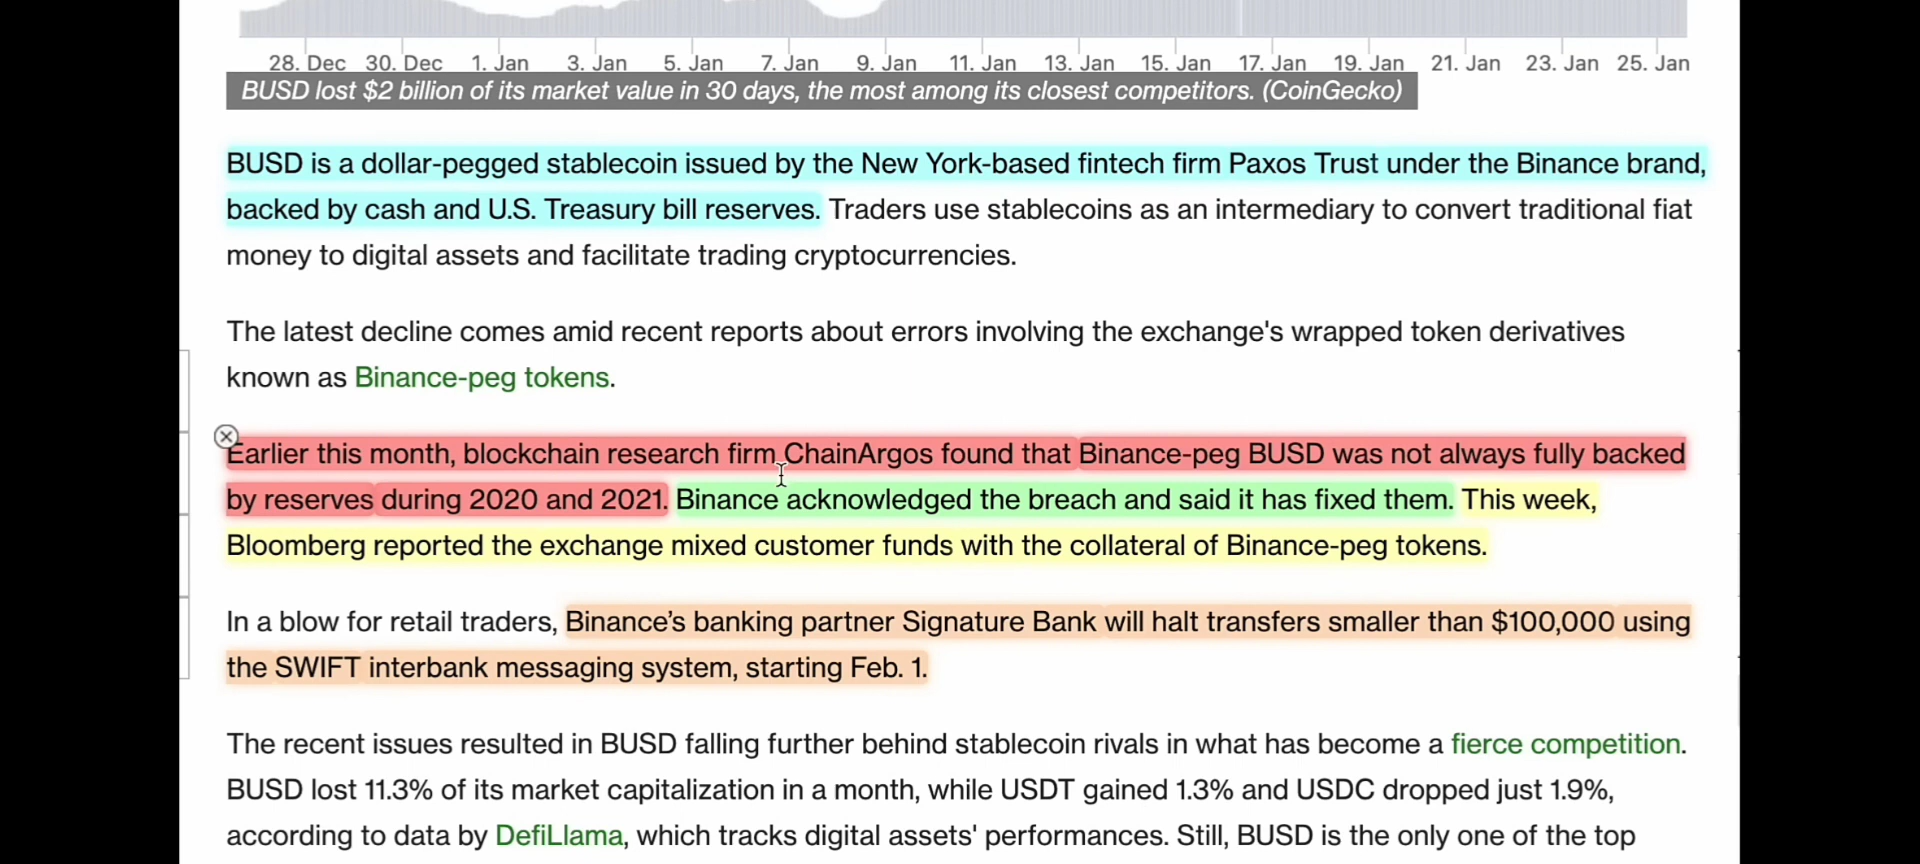 28. Dec 30. Dec 1. Jan 3. Jan 5. Jan 7. Jan 9. Jan 11. Jan 13. Jan 15. Jan 17. Jan 19. Jan 21. Jan 23. Jan 25. Jan
BUSD lost $2 billion of its market value in 30 days, the most among its closest competitors. (CoinGecko)
BUSD is a dollar-pegged stablecoin issued by the New York-based fintech firm Paxos Trust under the Binance brand,
backed by cash and U.S. Treasury bill reserves. Traders use stablecoins as an intermediary to convert traditional fiat
money to digital assets and facilitate trading cryptocurrencies.
The latest decline comes amid recent reports about errors involving the exchange's wrapped token derivatives
known as Binance-peg tokens.
Earlier this month, blockchain research firm ChainArgos found that Binance-peg BUSD was not always fully backed
by reserves during 2020 and 2021. Binance acknowledged the breach and said it has fixed them. This week,
Bloomberg reported the exchange mixed customer funds with the collateral of Binance-peg tokens.
In a blow for retail traders, Binance’s banking partner Signature Bank will halt transfers smaller than $100,000 using
the SWIFT interbank messaging system, starting Feb. 1.
The recent issues resulted in BUSD falling further behind stablecoin rivals in what has become a fierce competition.
BUSD lost 11.3% of its market capitalization in a month, while USDT gained 1.3% and USDC dropped just 1.9%,
according to data by DefiLlama, which tracks digital assets' performances. Still, BUSD is the only one of the top